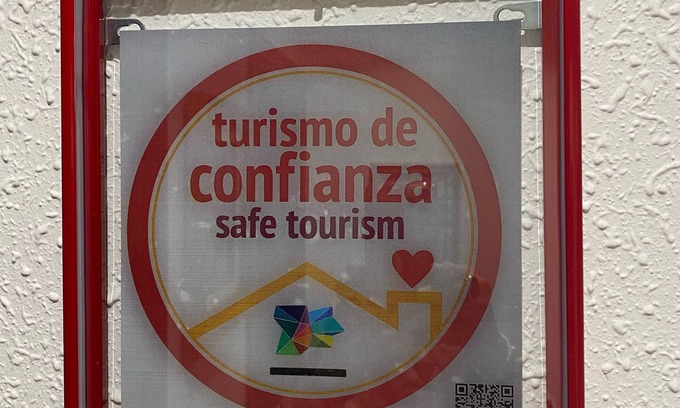 turismo de
confianza
safe tourism